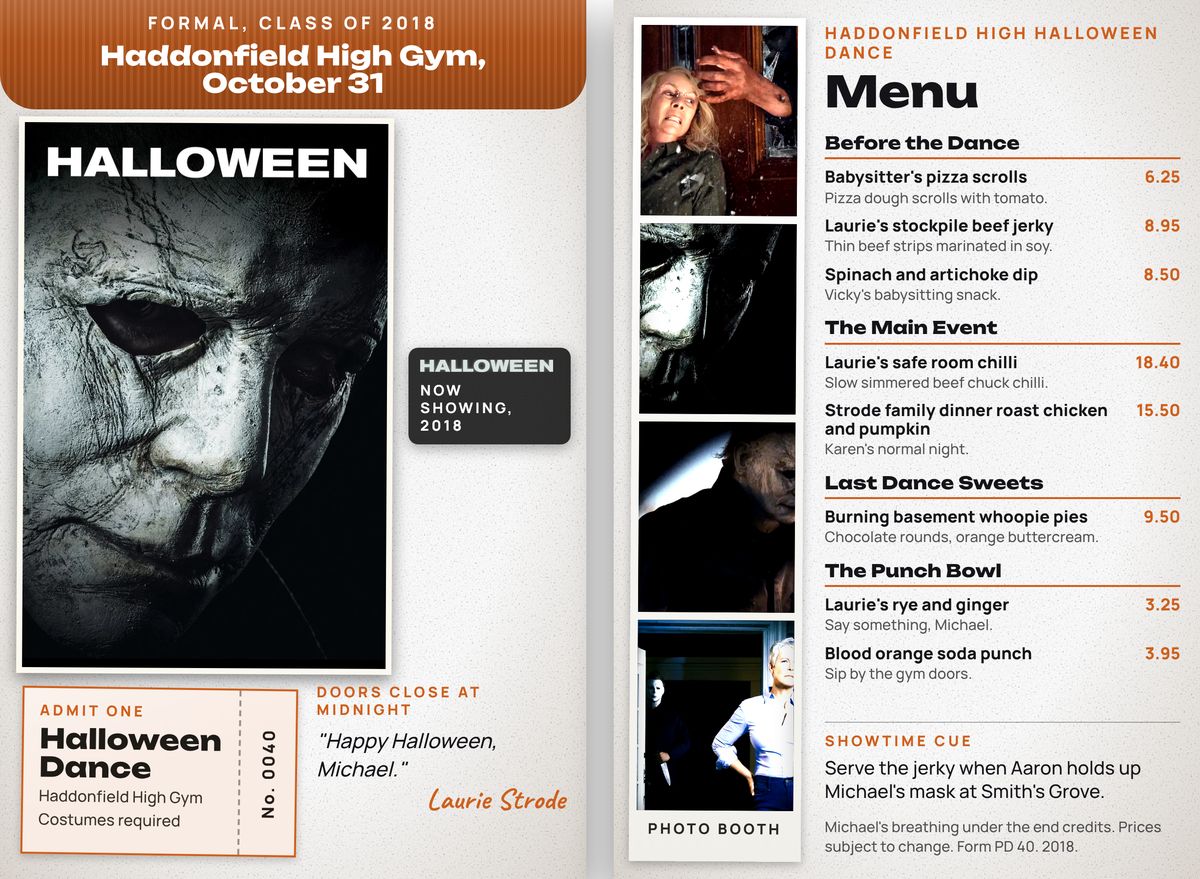 FORMAL, CLASS OF 2018
Haddonfield High Gym,
October 31
HALLOWEEN
HALLOWEEN
NOW
SHOWING,
2018
ADMIT ONE
Halloween
Dance
Haddonfield High Gym
Costumes required
No. 0040
DOORS CLOSE AT
MIDNIGHT
"Happy Halloween,
Michael."
Laurie Strode
PHOTO BOOTH
HADDONFIELD HIGH HALLOWEEN
DANCE
Menu
Before the Dance
Babysitter's pizza scrolls 6.25
Pizza dough scrolls with tomato.
Laurie's stockpile beef jerky 8.95
Thin beef strips marinated in soy.
Spinach and artichoke dip 8.50
Vicky's babysitting snack.
The Main Event
Laurie's safe room chilli 18.40
Slow simmered beef chuck chilli.
Strode family dinner roast chicken 15.50
and pumpkin
Karen's normal night.
Last Dance Sweets
Burning basement whoopie pies 9.50
Chocolate rounds, orange buttercream.
The Punch Bowl
Laurie's rye and ginger 3.25
Say something, Michael.
Blood orange soda punch 3.95
Sip by the gym doors.
SHOWTIME CUE
Serve the jerky when Aaron holds up
Michael's mask at Smith's Grove.
Michael's breathing under the end credits. Prices
subject to change. Form PD 40. 2018.